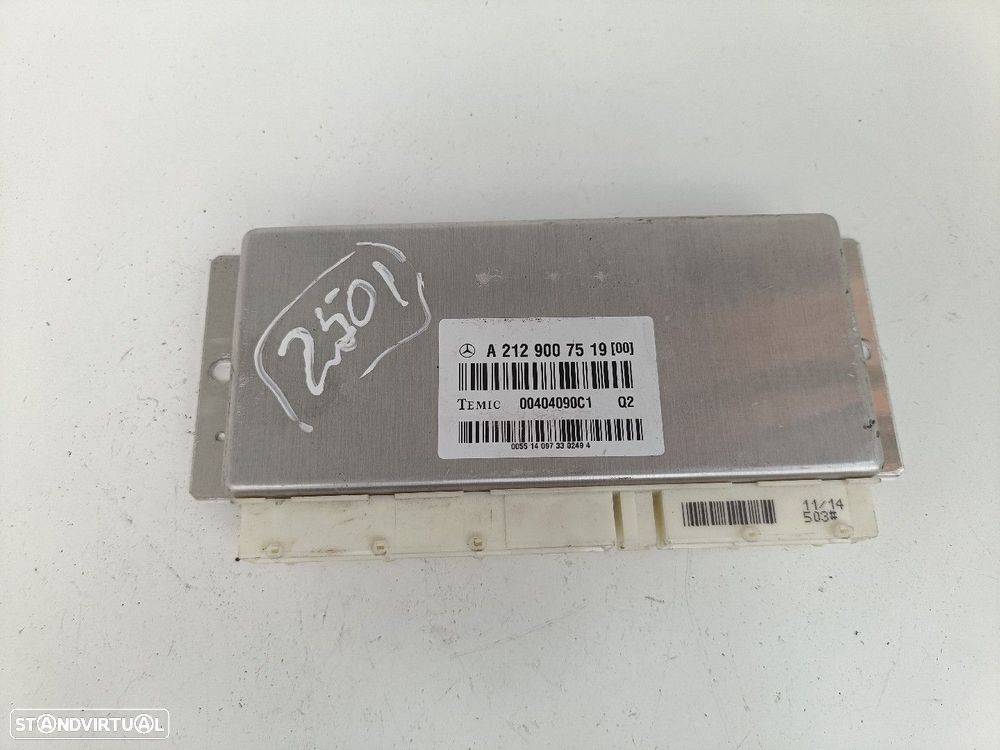 2501
A 212 900 75 19 [00]
TEMIC 00404090C1 Q2
0055 14 097 33 0249 4
11/14
503#
STANDVIRTUAL